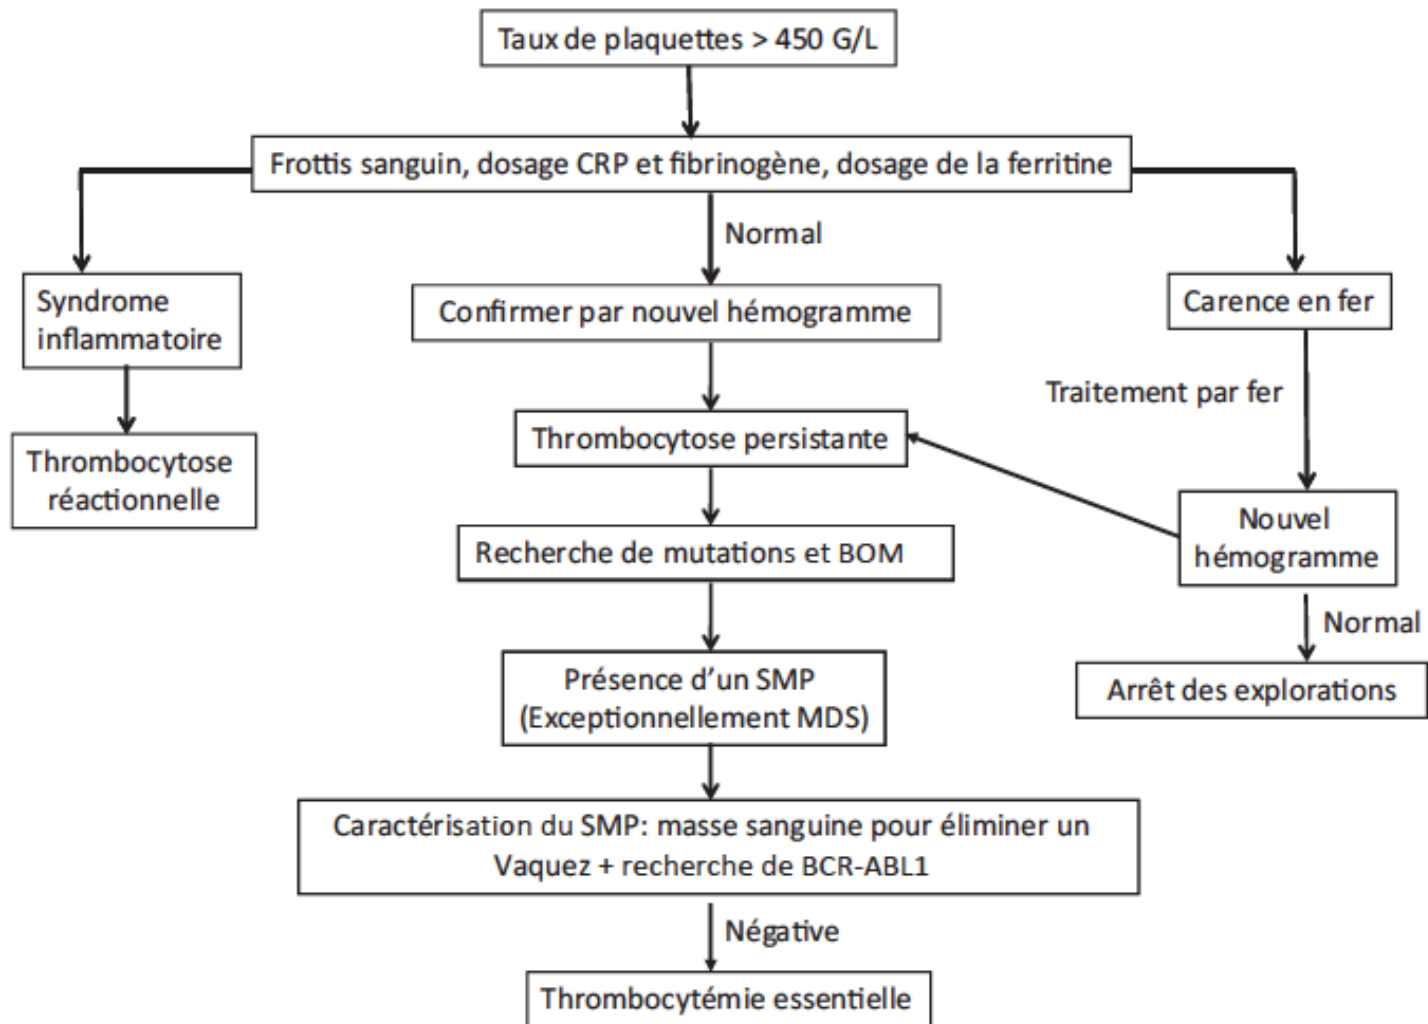 Taux de plaquettes > 450 G/L
Frottis sanguin, dosage CRP et fibrinogène, dosage de la ferritine
Normal
Syndrome
inflammatoire
Confirmer par nouvel hémogramme
Carence en fer
Traitement par fer
Thrombocytose
réactionnelle
Thrombocytose persistante
Nouvel
hémogramme
Recherche de mutations et BOM
Normal
Présence d'un SMP
(Exceptionnellement MDS)
Arrêt des explorations
Caractérisation du SMP: masse sanguine pour éliminer un
Vaquez + recherche de BCR-ABL1
Négative
Thrombocytémie essentielle